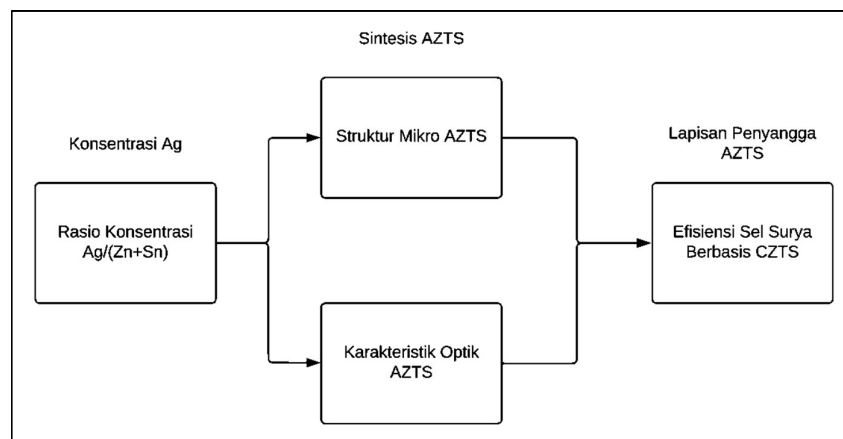 Sintesis AZTS
Konsentrasi Ag
Rasio Konsentrasi
Ag/(Zn+Sn)
Struktur Mikro AZTS
Karakteristik Optik
AZTS
Lapisan Penyangga
AZTS
Efisiensi Sel Surya
Berbasis CZTS